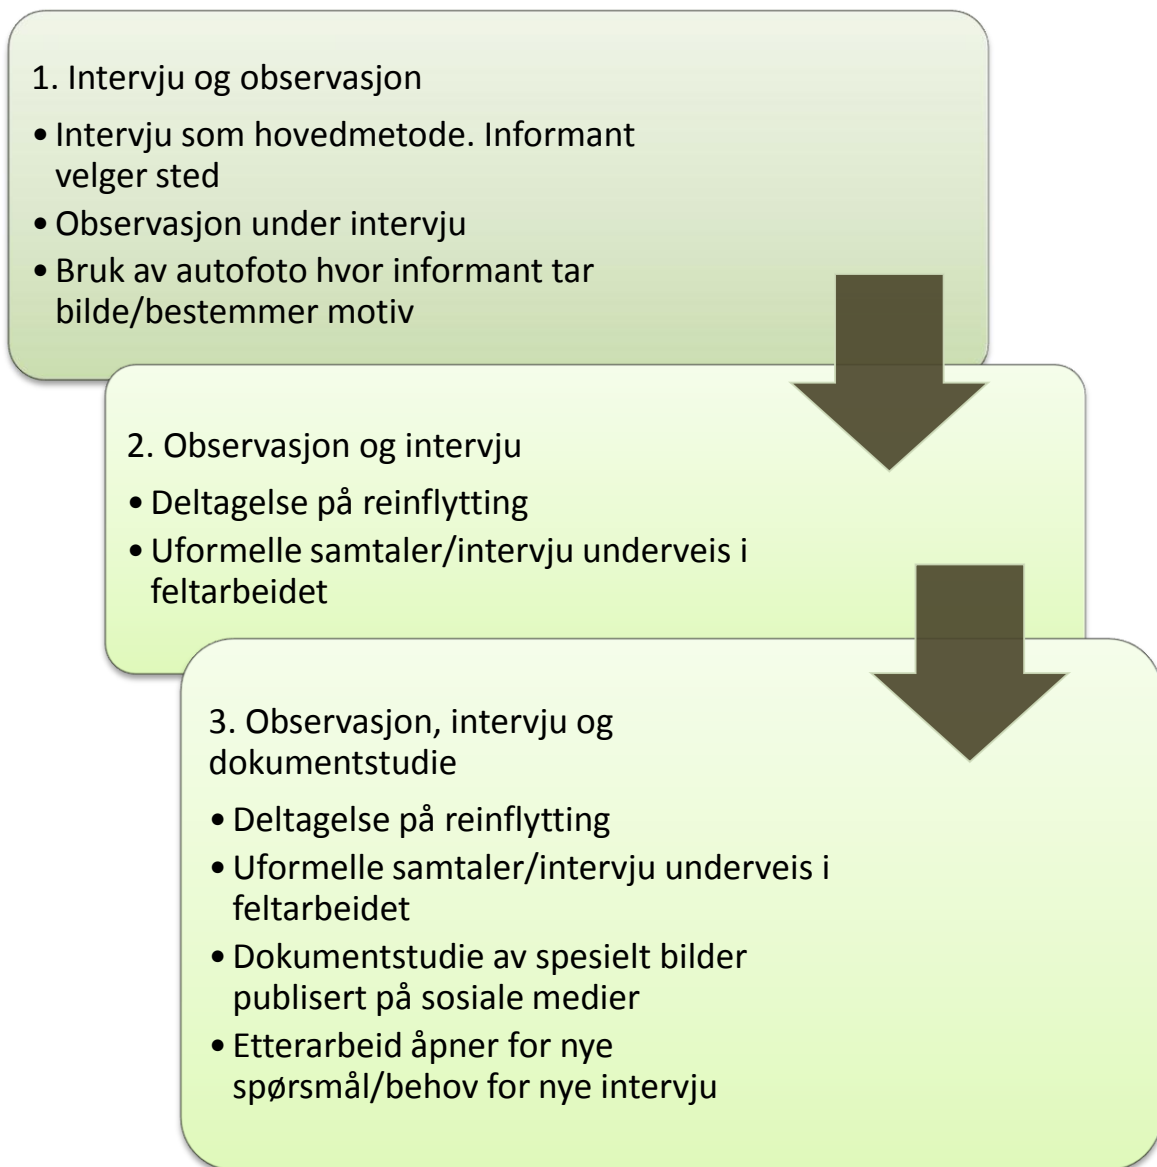 1. Intervju og observasjon
• Intervju som hovedmetode. Informant
velger sted
• Observasjon under intervju
• Bruk av autofoto hvor informant tar
bilde/bestemmer motiv
2. Observasjon og intervju
• Deltagelse på reinflytting
• Uformelle samtaler/intervju underveis i
feltarbeidet
3. Observasjon, intervju og
dokumentstudie
• Deltagelse på reinflytting
• Uformelle samtaler/intervju underveis i
feltarbeidet
• Dokumentstudie av spesielt bilder
publisert på sosiale medier
• Etterarbeid åpner for nye
spørsmål/behov for nye intervju